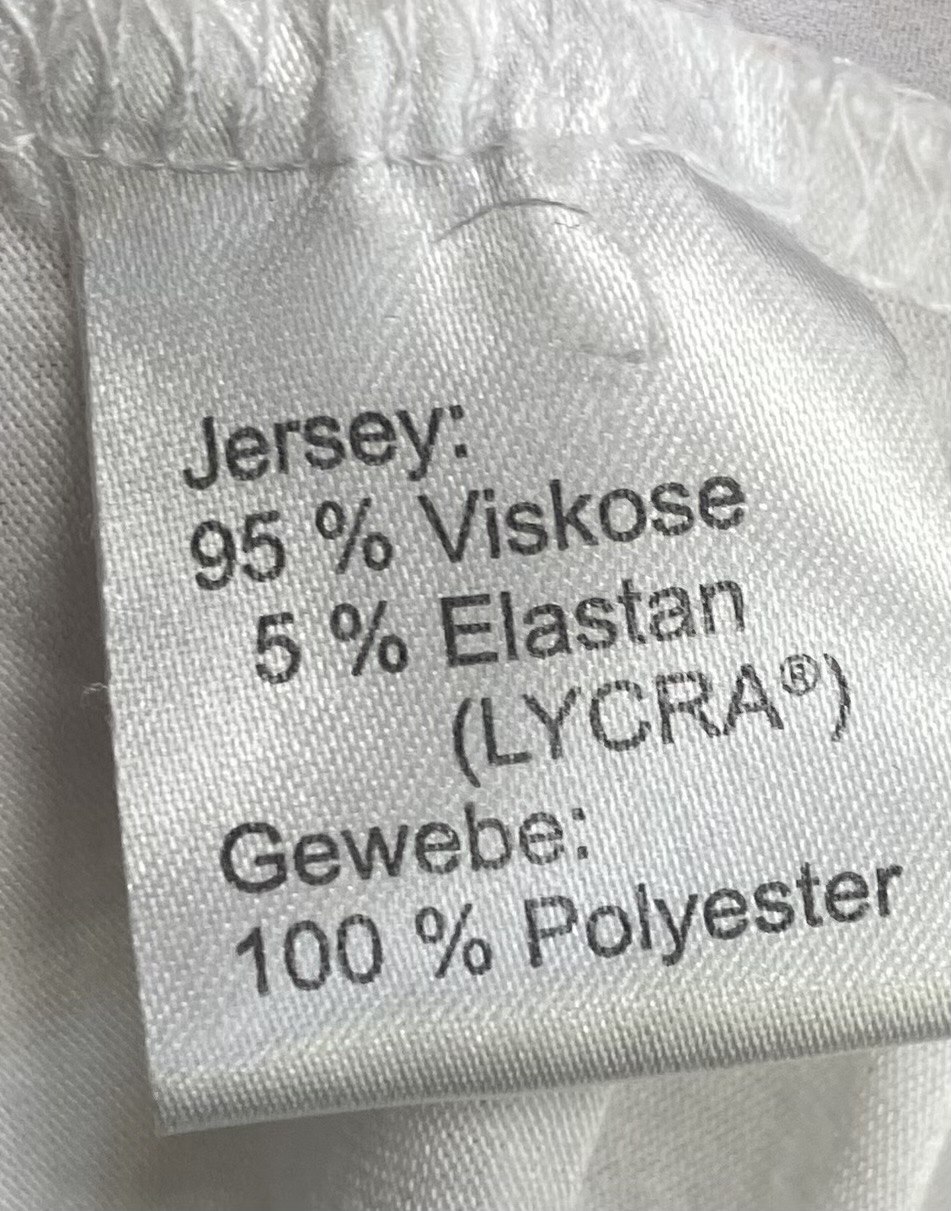 Jersey:
95 % Viskose
5 % Elastan
(LYCRA®)
Gewebe:
100 % Polyester